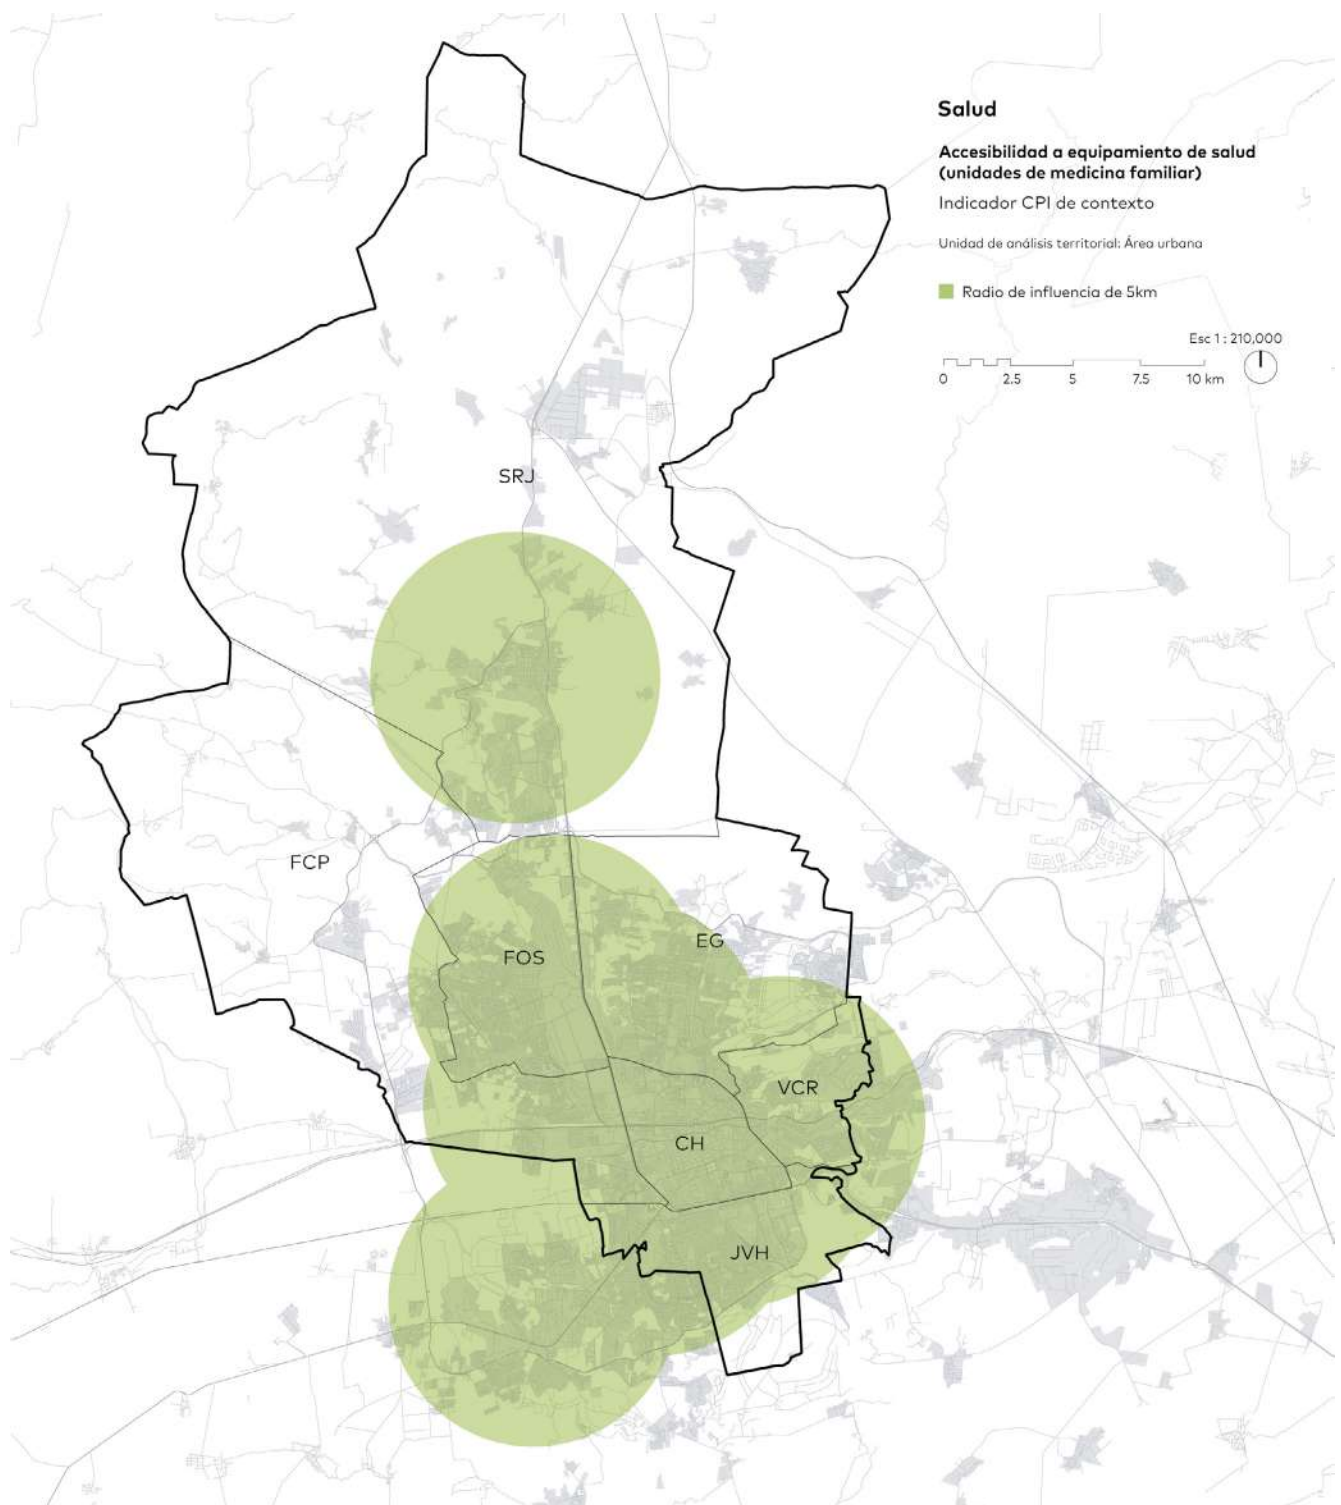 Salud
Accesibilidad a equipamiento de salud
(unidades de medicina familiar)
Indicador CPI de contexto
Unidad de análisis territorial: Área urbana
Radio de influencia de 5km
Esc 1 : 210,000
0 2.5 5 7.5 10 km
SRJ
FCP
EG
FOS
VCR
CH
JVH